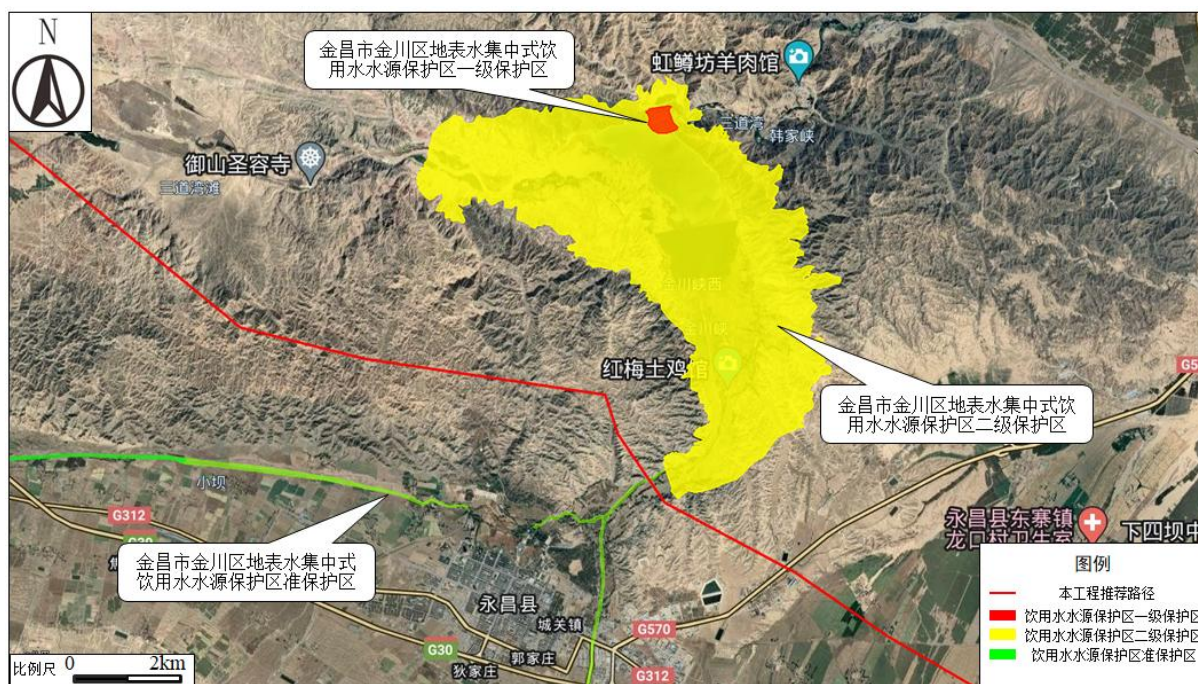 N
金昌市金川区地表水集中式饮
用水水源保护区一级保护区
虹鳟坊羊肉馆
三道湾
韩家峡
御山圣容寺
三道湾滩
金川峡西
金川峡
红梅土鸡馆
金昌市金川区地表水集中式饮
用水水源保护区二级保护区
G5
小坝
G312
G30
金昌市金川区地表水集中式
饮用水水源保护区准保护区
永昌县东寨镇
龙口村卫生室
下四坝中
永昌县
城关镇
G570
郭家庄
G30
狄家庄
G312
图例
本工程推荐路径
饮用水水源保护区一级保护区
饮用水水源保护区二级保护区
饮用水水源保护区准保护区
比例尺 0 2km